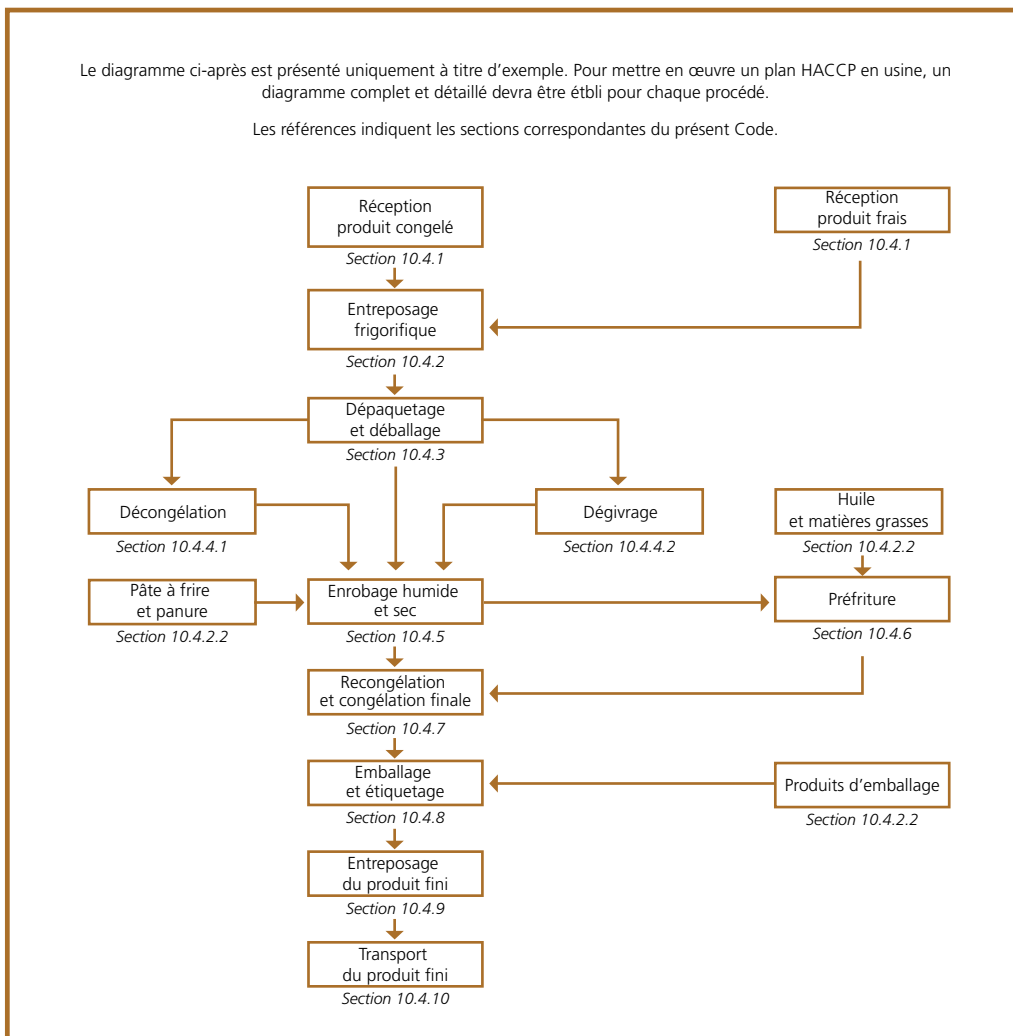 Le diagramme ci-après est présenté uniquement à titre d'exemple. Pour mettre en œuvre un plan HACCP en usine, un
diagramme complet et détaillé devra être étbli pour chaque procédé.
Les références indiquent les sections correspondantes du présent Code.
Réception
produit congelé
Section 10.4.1
Réception
produit frais
Section 10.4.1
Entreposage
frigorifique
Section 10.4.2
Dépaquetage
et déballage
Section 10.4.3
Décongélation
Section 10.4.4.1
Dégivrage
Section 10.4.4.2
Huile
et matières grasses
Section 10.4.2.2
Pâte à frire
et panure
Section 10.4.2.2
Enrobage humide
et sec
Section 10.4.5
Préfriture
Section 10.4.6
Recongélation
et congélation finale
Section 10.4.7
Emballage
et étiquetage
Section 10.4.8
Produits d'emballage
Section 10.4.2.2
Entreposage
du produit fini
Section 10.4.9
Transport
du produit fini
Section 10.4.10